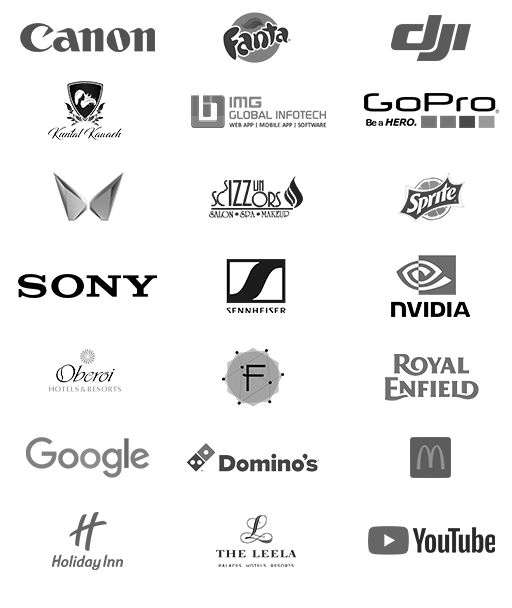 Canon
Fanta
dji
Kuntal Kawach
IMG
GLOBAL INFOTECH
WEB APP | MOBILE APP | SOFTWARE
GoPro
Be a HERO.
SCIZZORS
UNI
SALON • SPA • MAKEUP
Sprite
SONY
SENNHEISER
NVIDIA
Oberoi
HOTELS & RESORTS
F
ROYAL
ENFIELD
Google
Domino's
M
Holiday Inn
L
THE LEELA
PALACES HOTELS RESORTS
YouTube